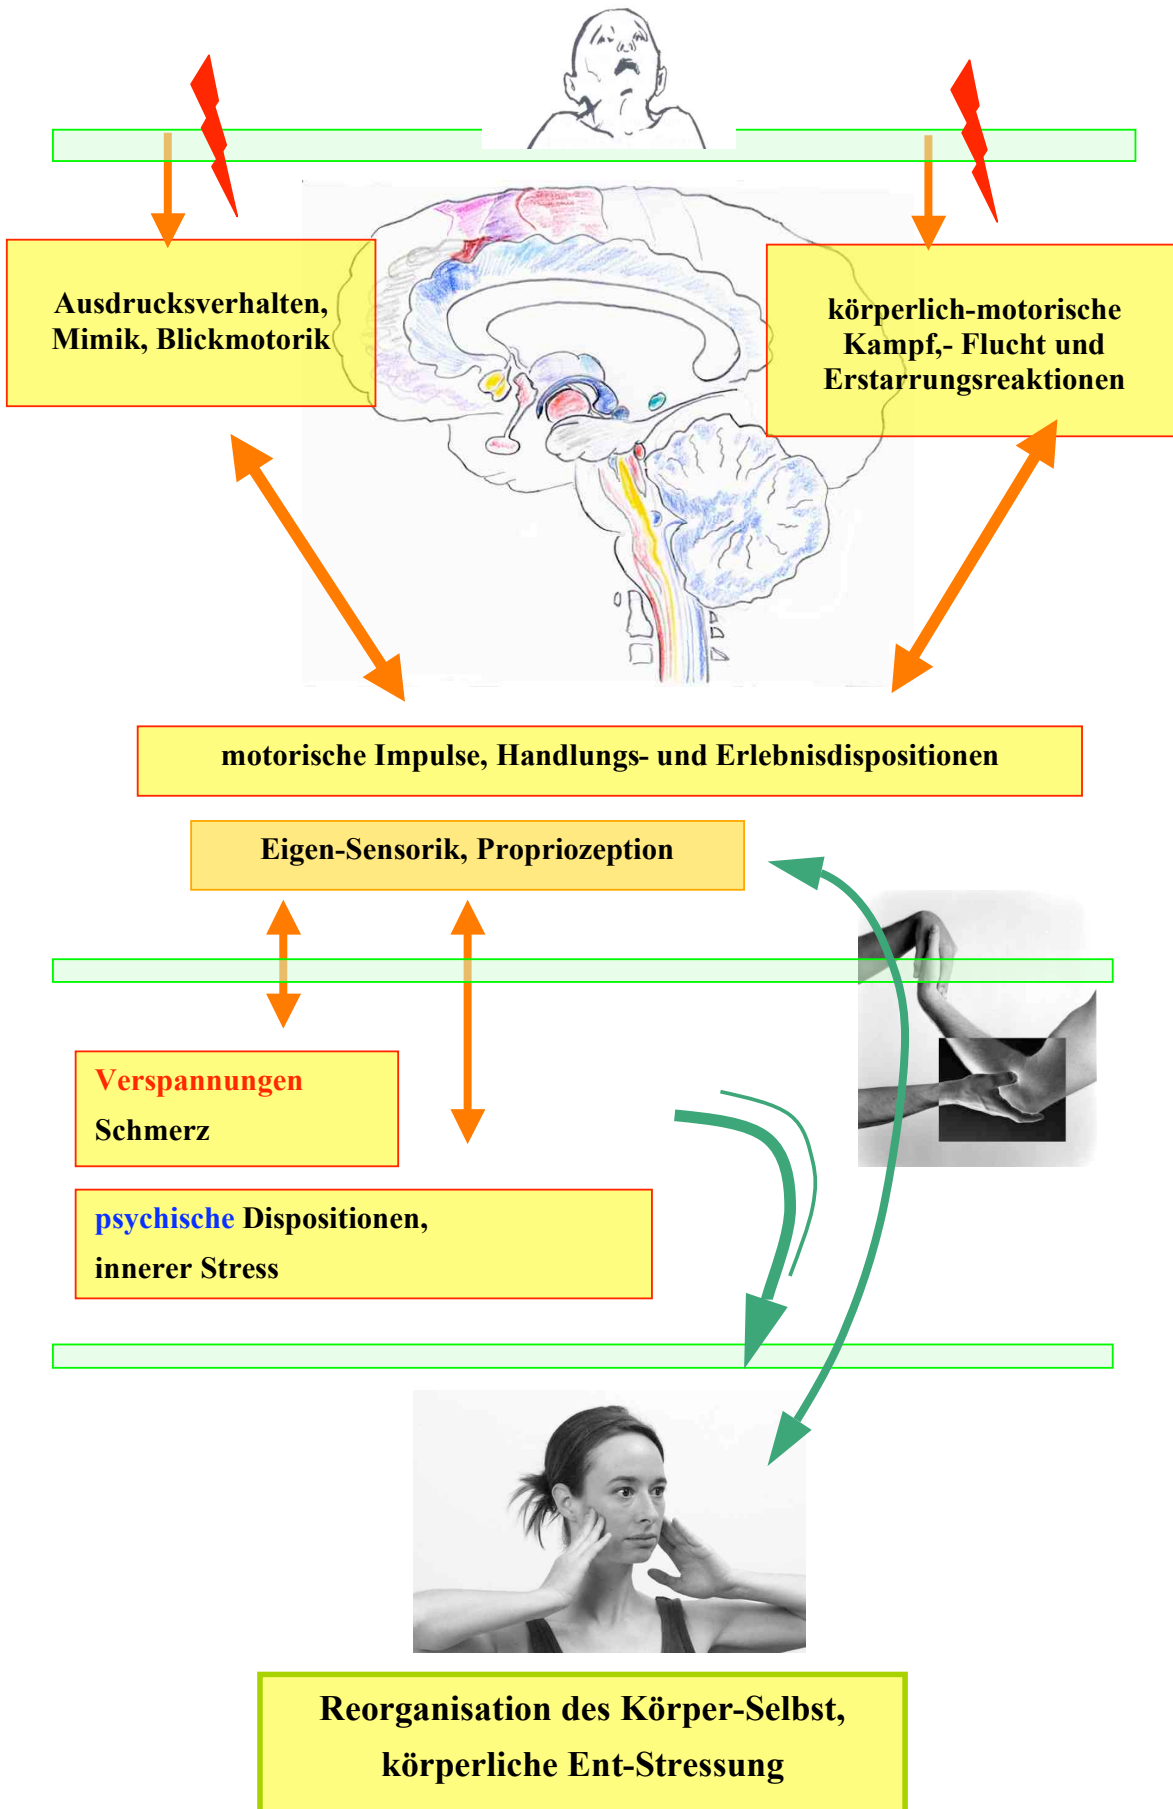 Ausdrucksverhalten,
Mimik, Blickmotorik
körperlich-motorische
Kampf,- Flucht und
Erstarrungsreaktionen
motorische Impulse, Handlungs- und Erlebnisdispositionen
Eigen-Sensorik, Propriozeption
Verspannungen
Schmerz
psychische Dispositionen,
innerer Stress
Reorganisation des Körper-Selbst,
körperliche Ent-Stressung